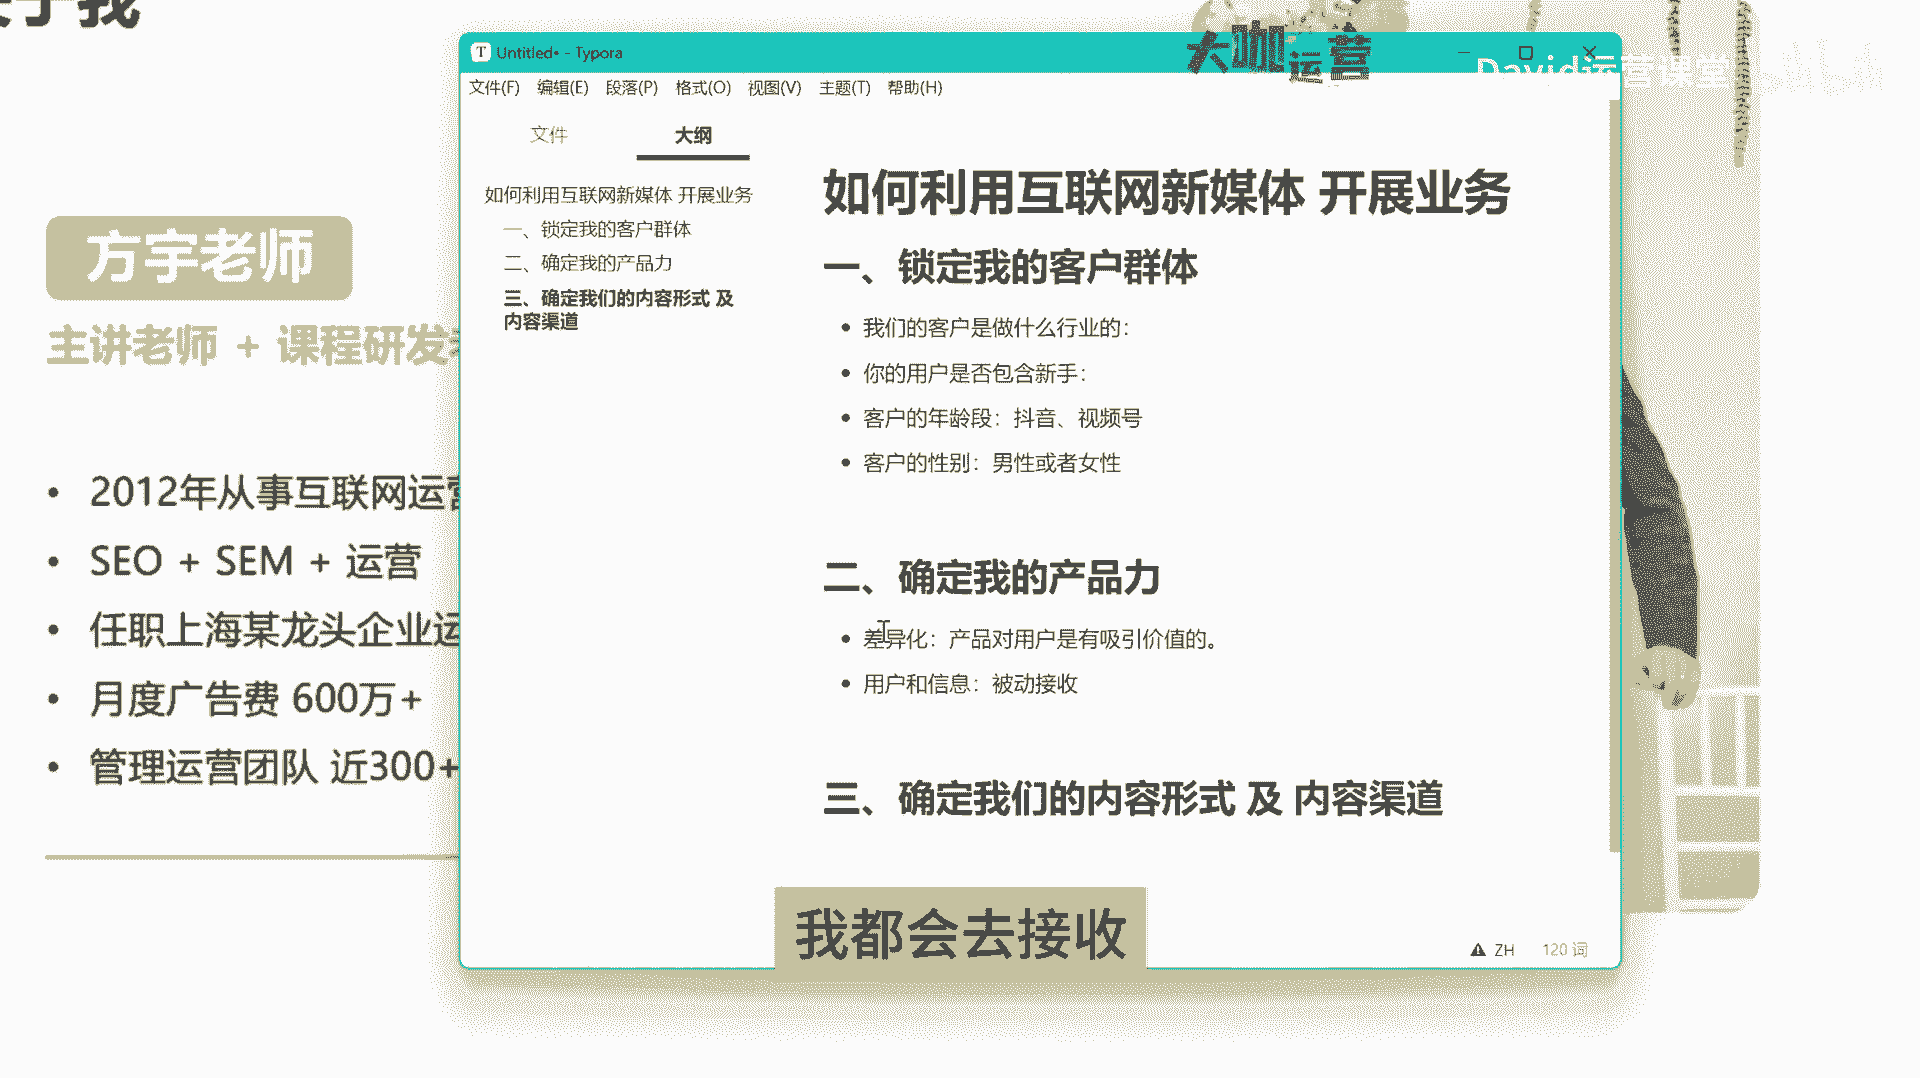 于我
大咖运营
David运营课堂
方宇老师
主讲老师 + 课程研发
• 2012年从事互联网运营
• SEO + SEM + 运营
• 任职上海某龙头企业运
• 月度广告费 600万+
• 管理运营团队 近300+
Untitled• - Typora
文件(F) 编辑(E) 段落(P) 格式(O) 视图(V) 主题(T) 帮助(H)
文件 大纲
如何利用互联网新媒体 开展业务
一、锁定我的客户群体
二、确定我的产品力
三、确定我们的内容形式 及
内容渠道
如何利用互联网新媒体 开展业务
一、锁定我的客户群体
• 我们的客户是做什么行业的：
• 你的用户是否包含新手：
• 客户的年龄段：抖音、视频号
• 客户的性别：男性或者女性
二、确定我的产品力
• 差异化：产品对用户是有吸引价值的。
• 用户和信息：被动接收
三、确定我们的内容形式 及 内容渠道
我都会去接收
ZH 120 词